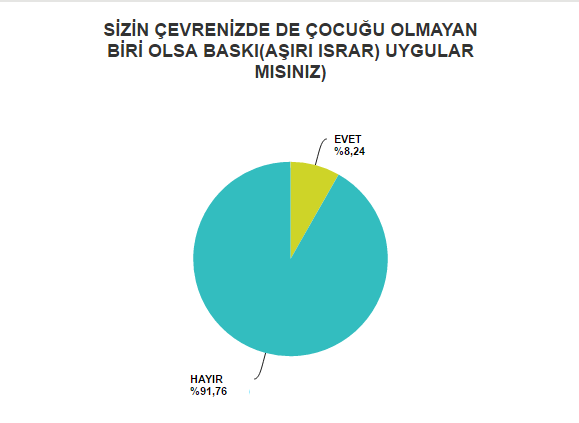 SİZİN ÇEVRENİZDE DE ÇOCUĞU OLMAYAN
BİRİ OLSA BASKI(AŞIRI ISRAR) UYGULAR
MISINIZ)
EVET
%8,24
HAYIR
%91,76